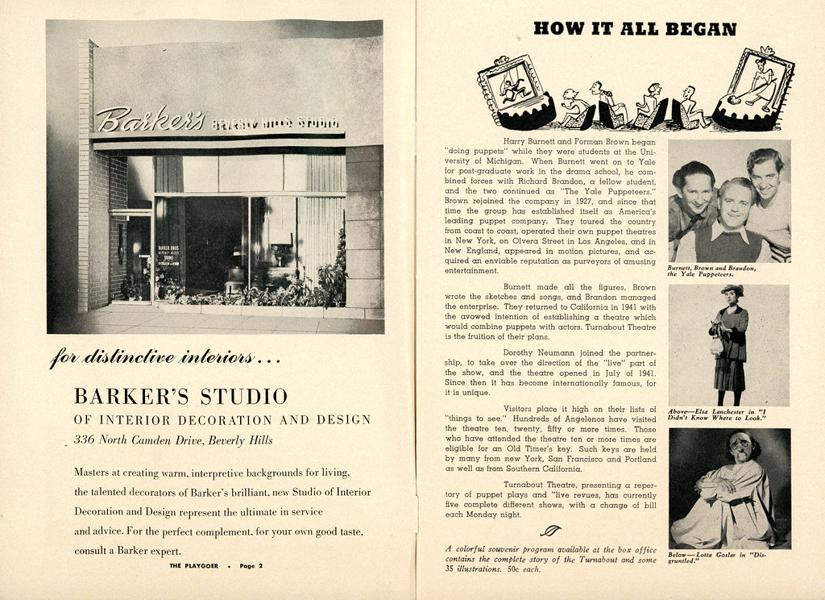 Barker's BEVERLY HILLS STUDIO
for distinctive interiors...
BARKER'S STUDIO
OF INTERIOR DECORATION AND DESIGN
336 North Camden Drive, Beverly Hills
Masters at creating warm, interpretive backgrounds for living,
the talented decorators of Barker's brilliant, new Studio of Interior
Decoration and Design represent the ultimate in service
and advice. For the perfect complement, for your own good taste,
consult a Barker expert.
THE PLAYGOER • Page 2
HOW IT ALL BEGAN
Harry Burnett and Forman Brown began
"doing puppets" while they were students at the Uni-
versity of Michigan. When Burnett went on to Yale
for post-graduate work in the drama school, he com-
bined forces with Richard Brandon, a fellow student,
and the two continued as "The Yale Puppeteers."
Brown rejoined the company in 1927, and since that
time the group has established itself as America's
leading puppet company. They toured the country
from coast to coast, operated their own puppet theatres
in New York, on Olvera Street in Los Angeles, and in
New England, appeared in motion pictures, and ac-
quired an enviable reputation as purveyors of amusing
entertainment.
Burnett made all the figures, Brown
wrote the sketches and songs, and Brandon managed
the enterprise. They returned to California in 1941 with
the avowed intention of establishing a theatre which
would combine puppets with actors. Turnabout Theatre
is the fruition of their plans.
Dorothy Neumann joined the partner-
ship, to take over the direction of the "live" part of
the show, and the theatre opened in July of 1941.
Since then it has become internationally famous, for
it is unique.
Visitors place it high on their lists of
"things to see." Hundreds of Angelenos have visited
the theatre ten, twenty, fifty or more times. Those
who have attended the theatre ten or more times are
eligible for an Old Timer's key. Such keys are held
by many from new York, San Francisco and Portland
as well as from Southern California.
Turnabout Theatre, presenting a reper-
tory of puppet plays and "live revues, has currently
five complete different shows, with a change of bill
each Monday night.
A colorful souvenir program available at the box office
contains the complete story of the Turnabout and some
35 illustrations. 50c each.
Burnett, Brown and Brandon,
the Yale Puppeteers.
Above—Elsa Lanchester in "I
Didn't Know Where to Look."
Below—Lotte Goslar in "Dis-
gruntled."